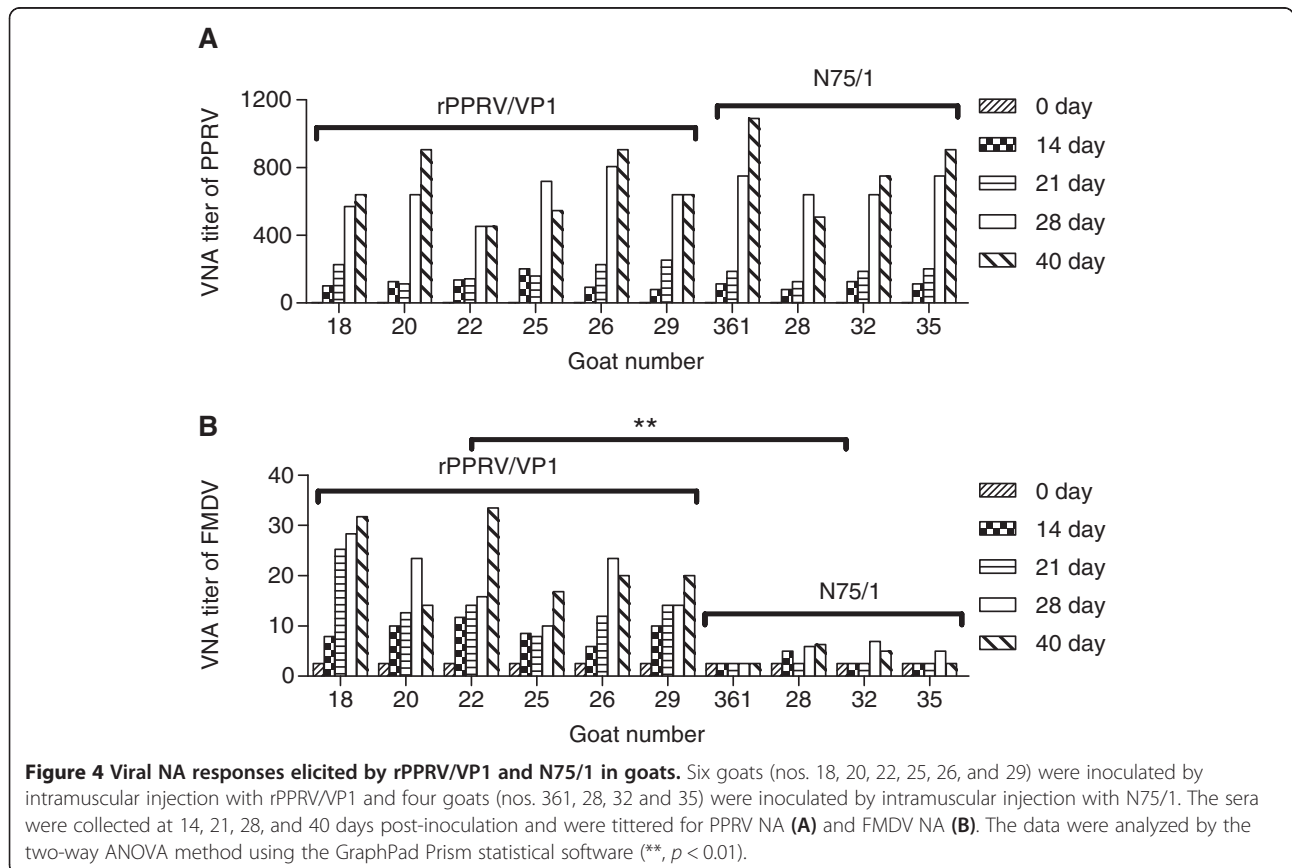 A
N75/1
rPPRV/VP1
1200
800
400
0
VNA titer of PPRV
0 day
14 day
21 day
28 day
40 day
18 20 22 25 26 29 361 28 32 35
Goat number
B
**
rPPRV/VP1
40
30
20
10
0
VNA titer of FMDV
N75/1
0 day
14 day
21 day
28 day
40 day
18 20 22 25 26 29 361 28 32 35
Goat number
Figure 4 Viral NA responses elicited by rPPRV/VP1 and N75/1 in goats. Six goats (nos. 18, 20, 22, 25, 26, and 29) were inoculated by
intramuscular injection with rPPRV/VP1 and four goats (nos. 361, 28, 32 and 35) were inoculated by intramuscular injection with N75/1. The sera
were collected at 14, 21, 28, and 40 days post-inoculation and were tittered for PPRV NA (A) and FMDV NA (B). The data were analyzed by the
two-way ANOVA method using the GraphPad Prism statistical software (**, p < 0.01).